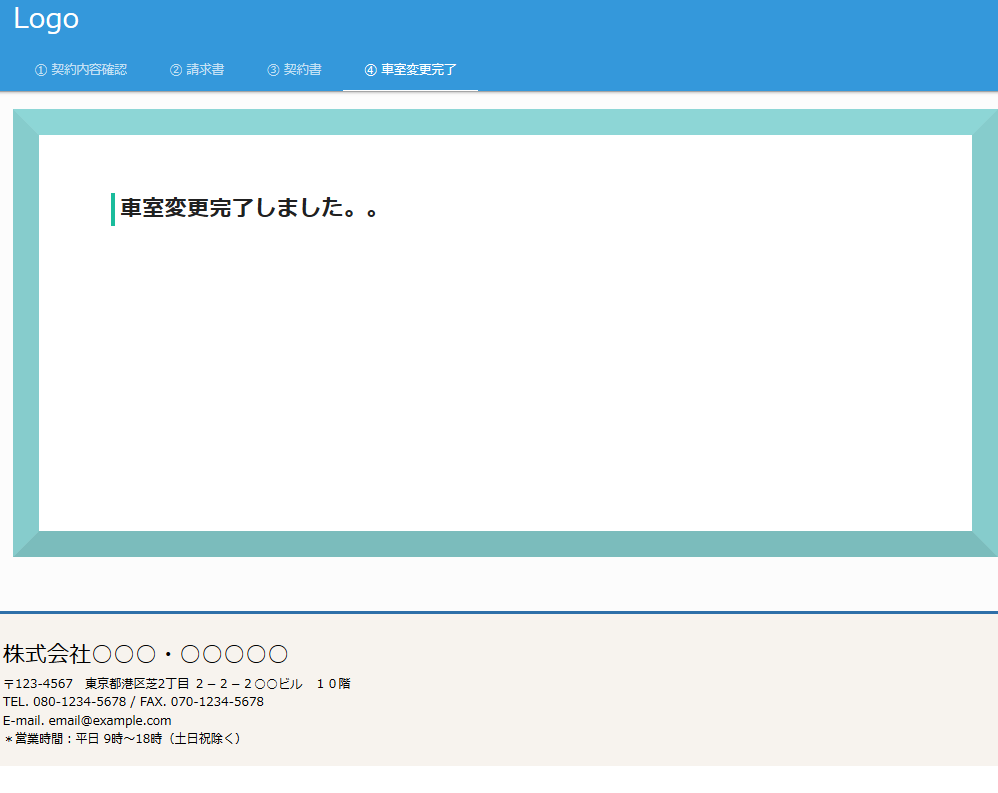 Logo
① 契約内容確認 ② 請求書 ③ 契約書 ④ 車室変更完了
車室変更完了しました。。
株式会社〇〇〇・〇〇〇〇〇
〒123-4567　東京都港区芝2丁目 ２－２－２〇〇ビル　１０階
TEL. 080-1234-5678 / FAX. 070-1234-5678
E-mail. email@example.com
＊営業時間：平日 9時～18時（土日祝除く）